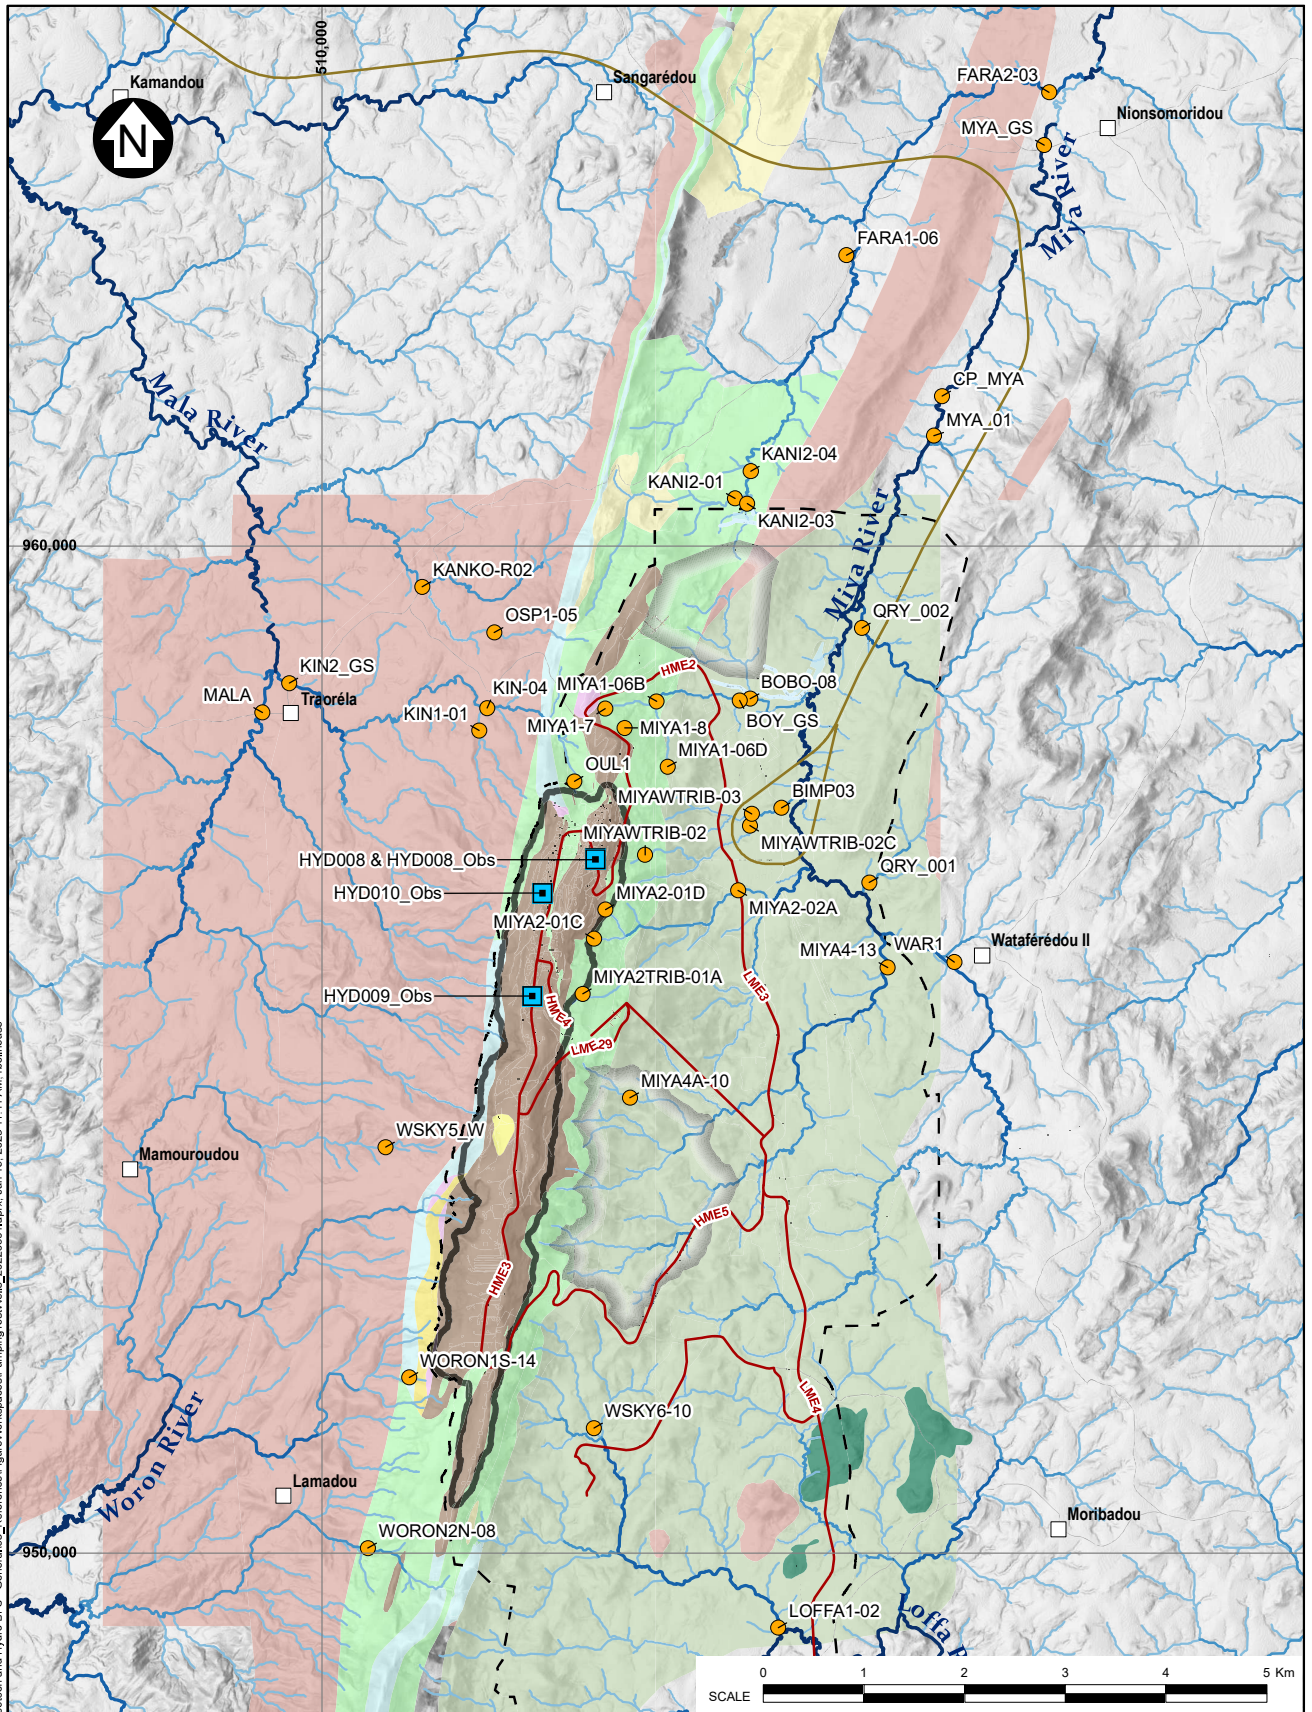 510,000
Kamandou
Sangarédou
FARA2-03
Nionsomoridou
N
MYA_GS
Miya River
FARA1-06
Mala River
CP_MYA
MYA_01
KANI2-04
KANI2-01
KANI2-03
Miya River
960,000
KANKO-R02
OSP1-05
QRY_002
KIN2_GS
HME2
MIYA1-06B
BOBO-08
MALA
Traoréla
KIN-04
KIN1-01
MIYA1-7
MIYA1-8
BOY_GS
MIYA1-06D
OUL1
MIYAWTRIB-03
BIMP03
MIYAWTRIB-02
MIYAWTRIB-02C
HYD008 & HYD008_Obs
QRY_001
HYD010_Obs
MIYA2-01D
MIYA2-02A
MIYA2-01C
MIYA4-13
WAR1
Wataférédou II
MIYA2TRIB-01A
LME3
HYD009_Obs
HME4
LME29
MIYA4A-10
WSKY5_W
Mamouroudou
HME5
HME3
WORON1S-14
LME4
WSKY6-10
Woron River
Lamadou
Moribadou
WORON2N-08
950,000
LOFFA1-02
Loffa
0 1 2 3 4 5 Km
SCALE